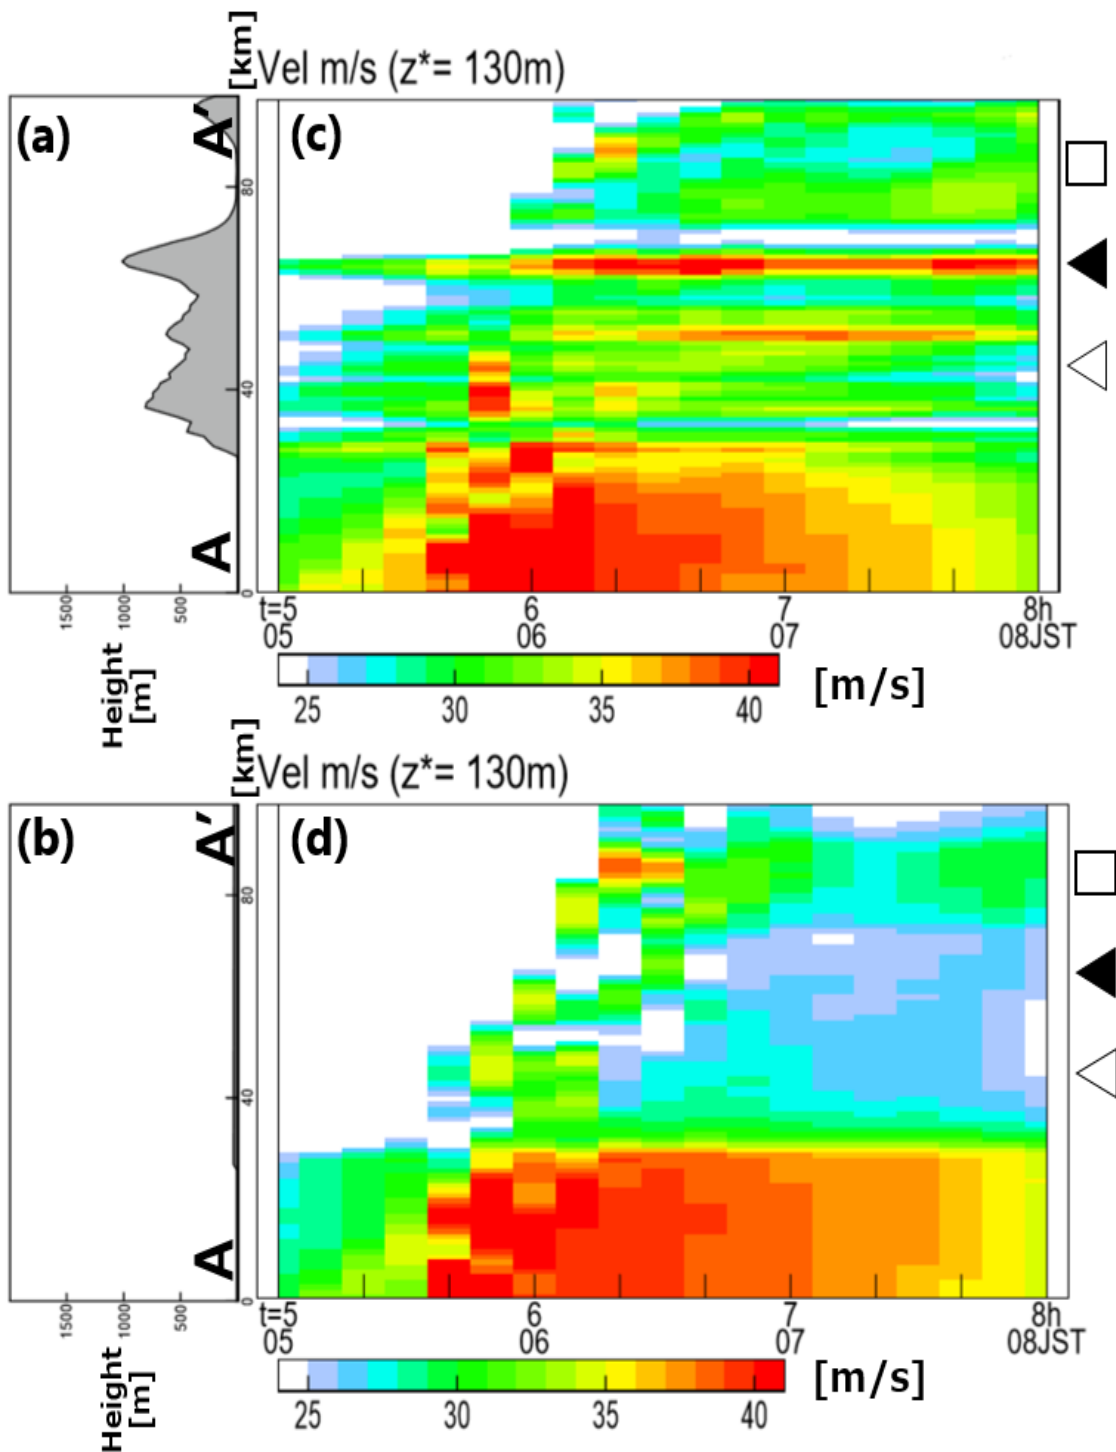 [km]
Vel m/s (z*= 130m)
(a)
A'
(c)
80
40
A
0
1500
1000
500
Height
[m]
t=5 6 7 8h
05 06 07 08JST
25 30 35 40
[m/s]
[km]
Vel m/s (z*= 130m)
(b)
A'
(d)
80
40
A
0
1500
1000
500
Height
[m]
t=5 6 7 8h
05 06 07 08JST
25 30 35 40
[m/s]